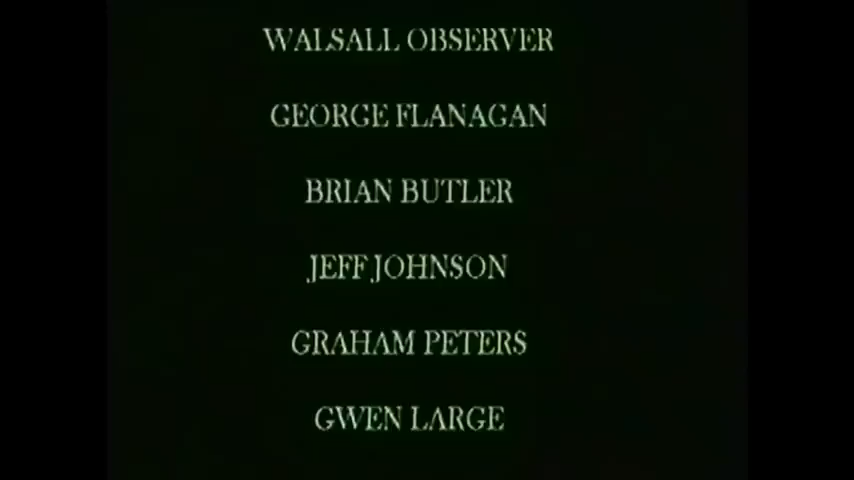 WALSALL OBSERVER
GEORGE FLANAGAN
BRIAN BUTLER
JEFF JOHNSON
GRAHAM PETERS
GWEN LARGE